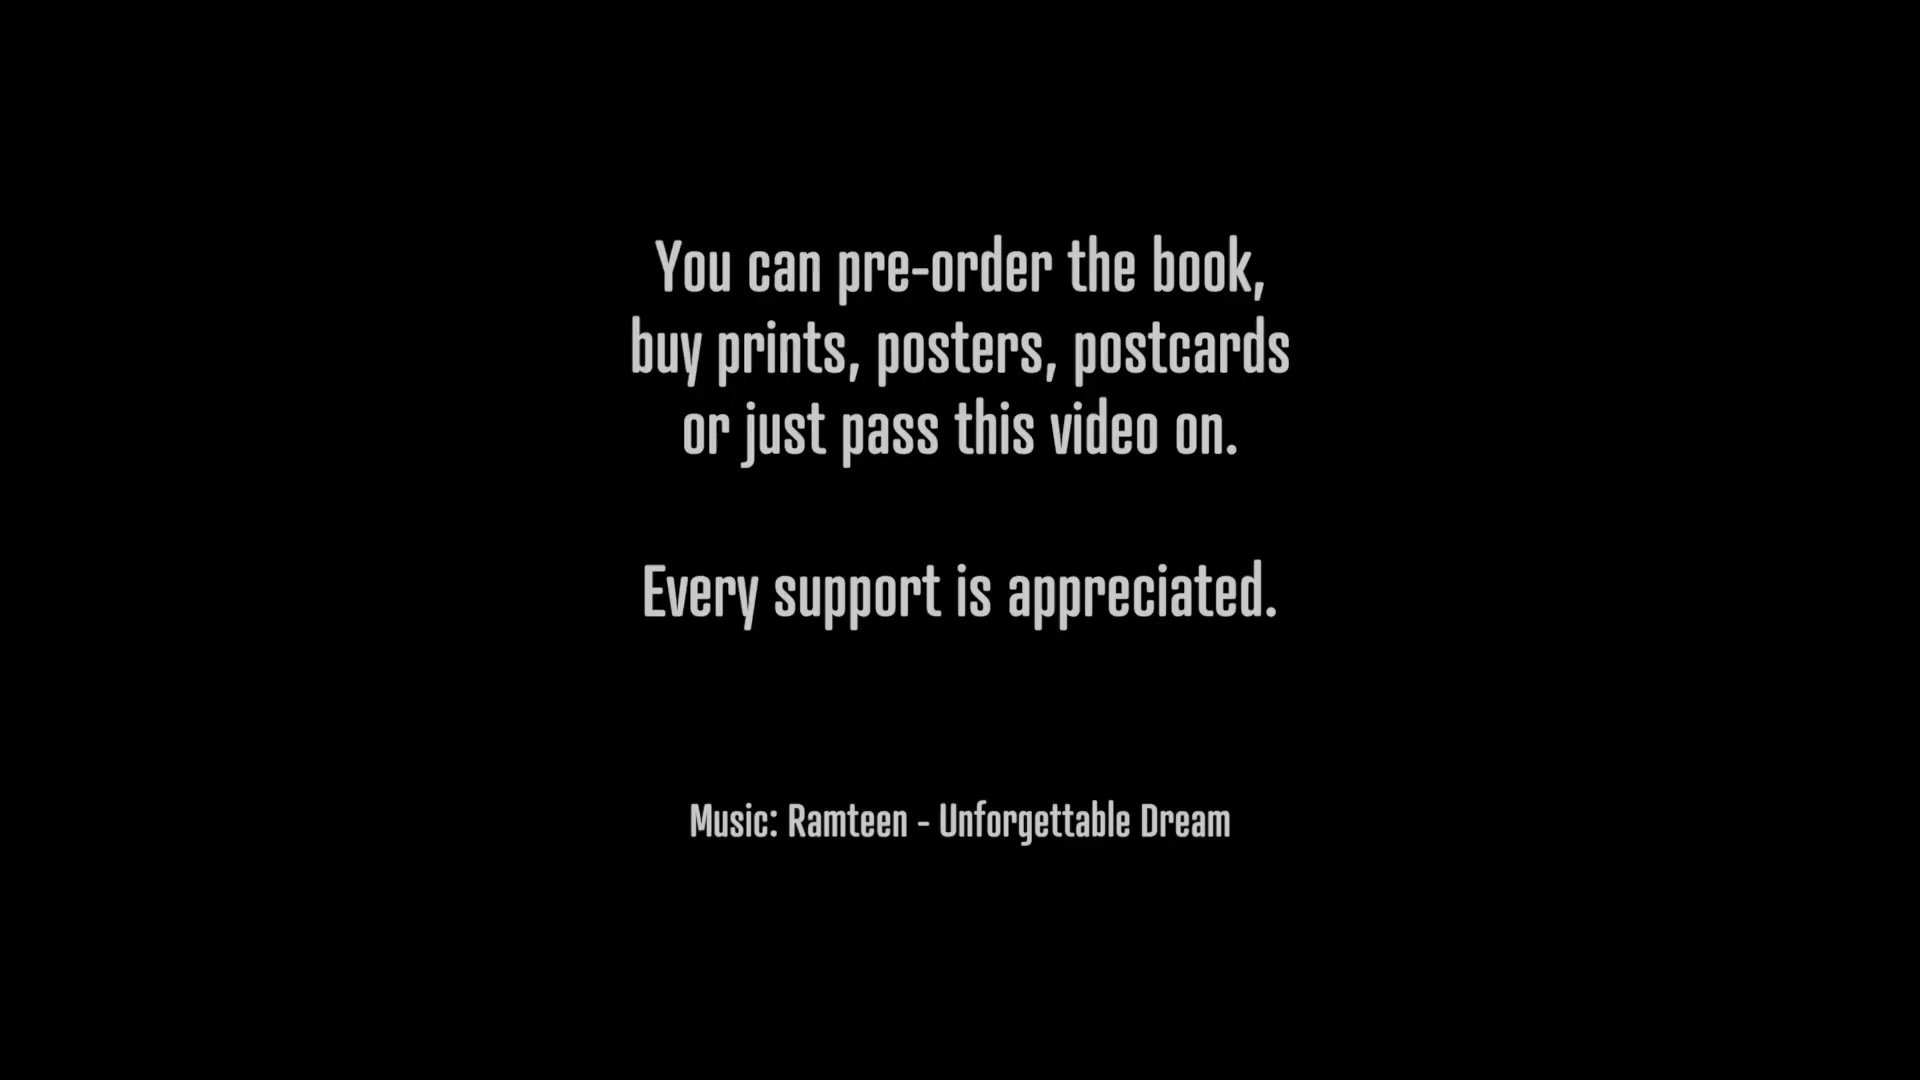 You can pre-order the book,
buy prints, posters, postcards
or just pass this video on.
Every support is appreciated.
Music: Ramteen - Unforgettable Dream